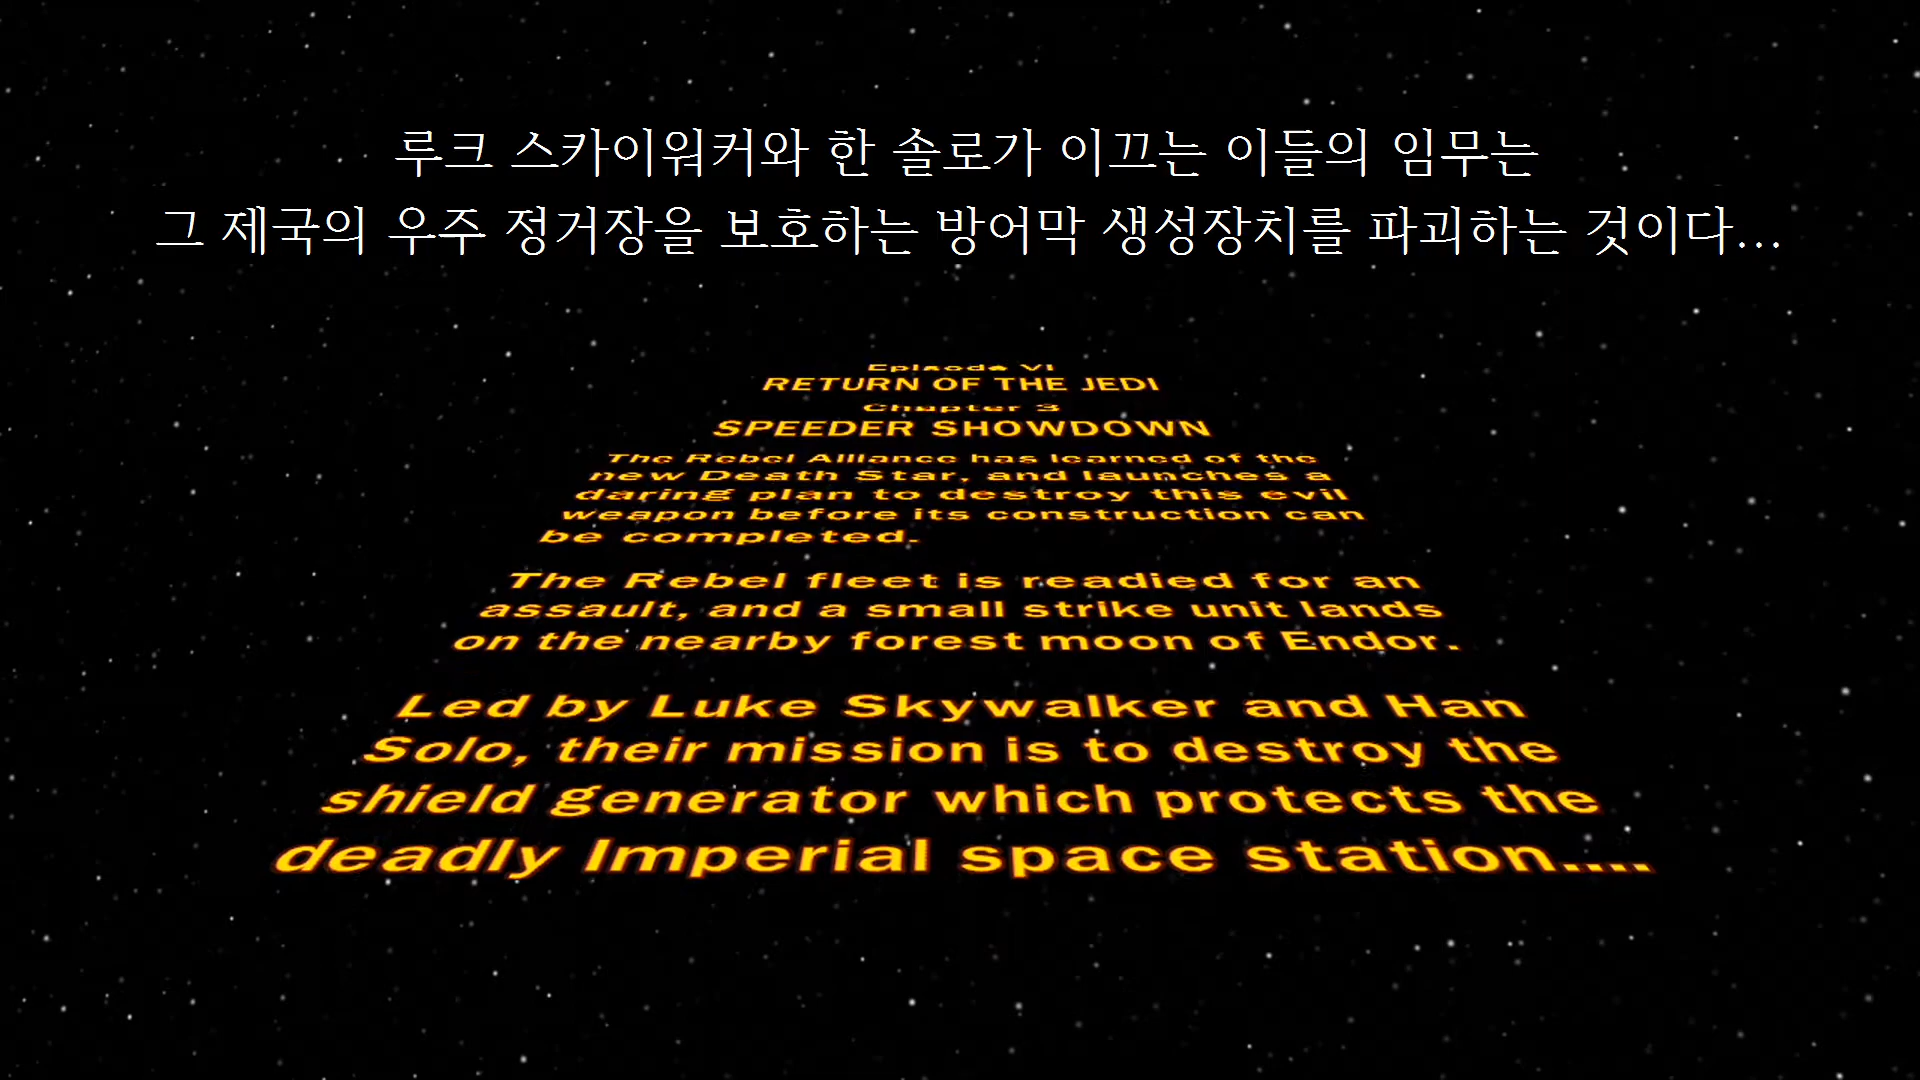 루크 스카이워커와 한 솔로가 이끄는 이들의 임무는
그 제국의 우주 정거장을 보호하는 방어막 생성장치를 파괴하는 것이다...
Episode VI
RETURN OF THE JEDI
Chapter 3
SPEEDER SHOWDOWN
The Rebel Alliance has learned of the
new Death Star, and launches a
daring plan to destroy this evil
weapon before its construction can
be completed.
The Rebel fleet is readied for an
assault, and a small strike unit lands
on the nearby forest moon of Endor.
Led by Luke Skywalker and Han
Solo, their mission is to destroy the
shield generator which protects the
deadly Imperial space station....